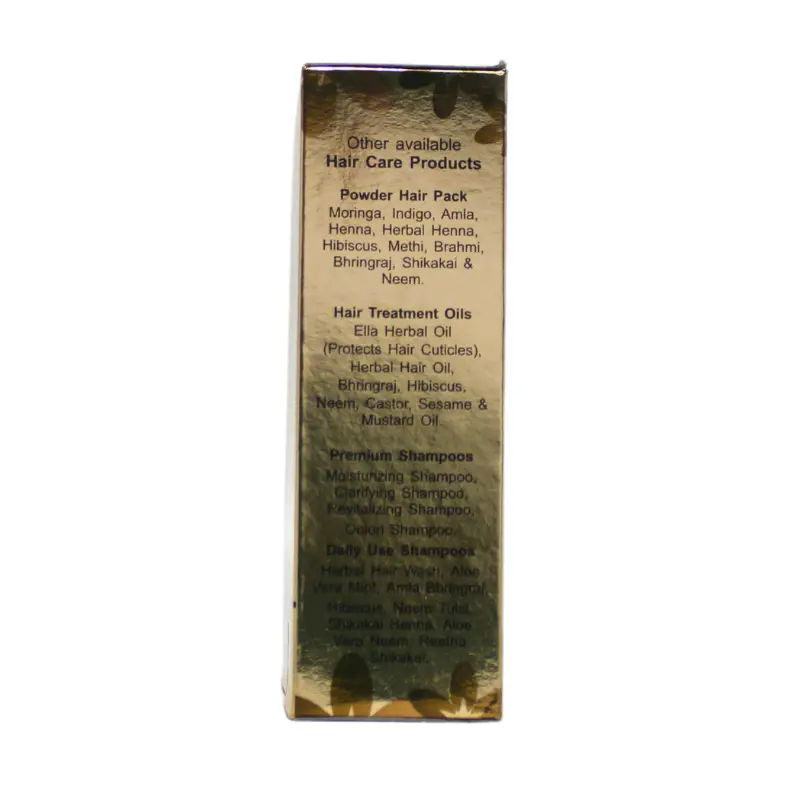 Other available
Hair Care Products
Powder Hair Pack
Moringa, Indigo, Amla,
Henna, Herbal Henna,
Hibiscus, Methi, Brahmi,
Bhringraj, Shikakai &
Neem.
Hair Treatment Oils
Ella Herbal Oil
(Protects Hair Cuticles),
Herbal Hair Oil,
Bhringraj, Hibiscus,
Neem, Castor, Sesame &
Mustard Oil.
Premium Shampoos
Moisturizing Shampoo,
Clarifying Shampoo,
Revitalizing Shampoo,
Onion Shampoo.
Daily Use Shampoos
Herbal Hair Wash, Aloe
Vera Mint, Amla Bhringraj,
Hibiscus, Neem Tulsi,
Shikakai Henna, Aloe
Vera Neem, Reetha
Shikakai.